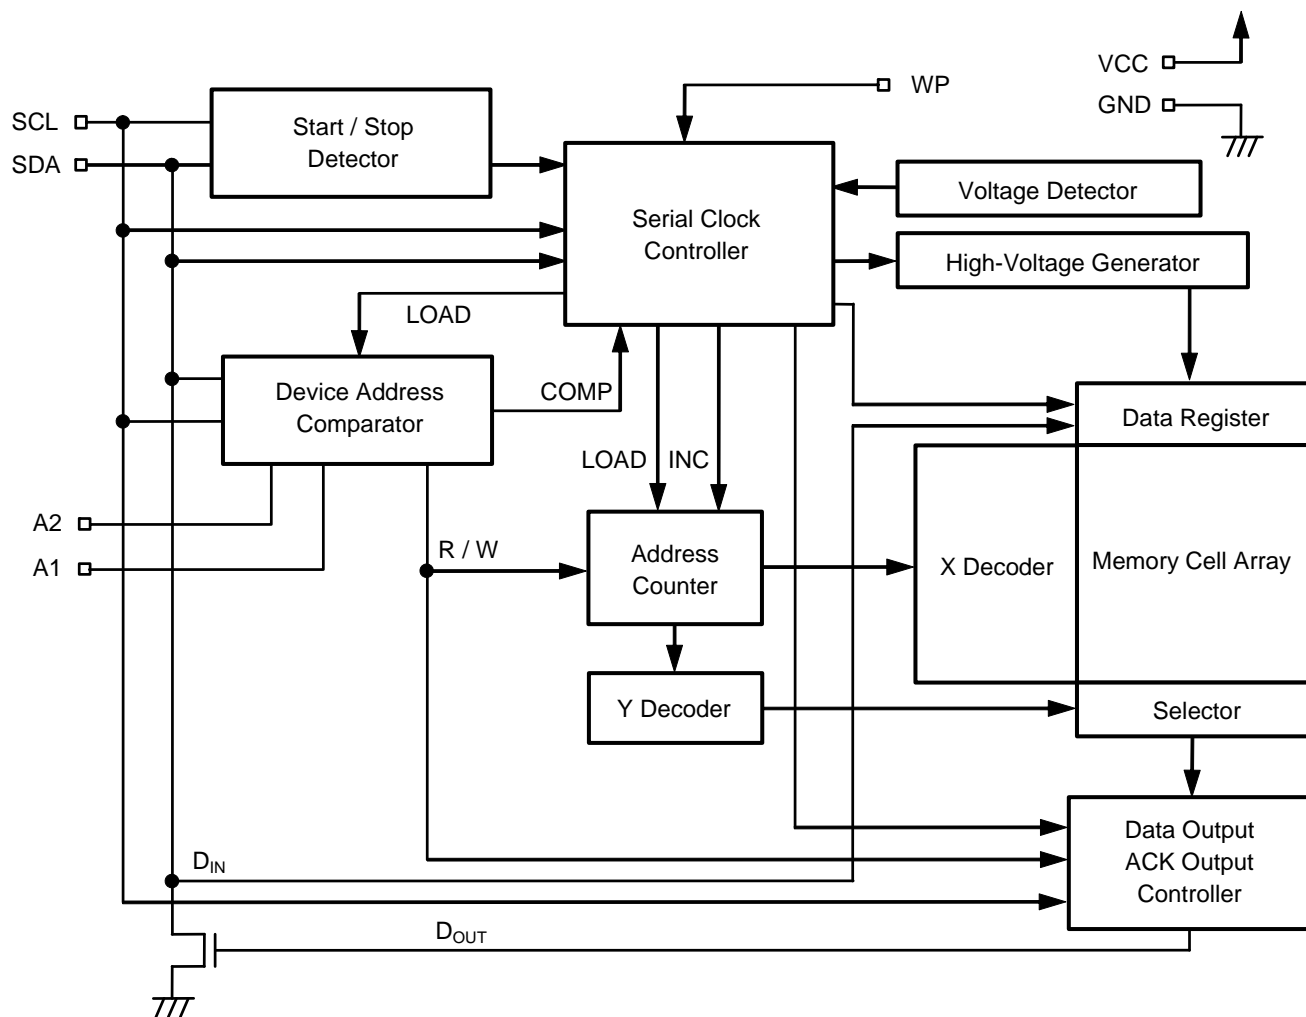 WP
VCC
GND
SCL
SDA
Start / Stop
Detector
Voltage Detector
Serial Clock
Controller
High-Voltage Generator
LOAD
Device Address
Comparator
COMP
Data Register
LOAD
INC
A2
A1
R / W
Address
Counter
X Decoder
Memory Cell Array
Y Decoder
Selector
Data Output
ACK Output
Controller
DIN
DOUT